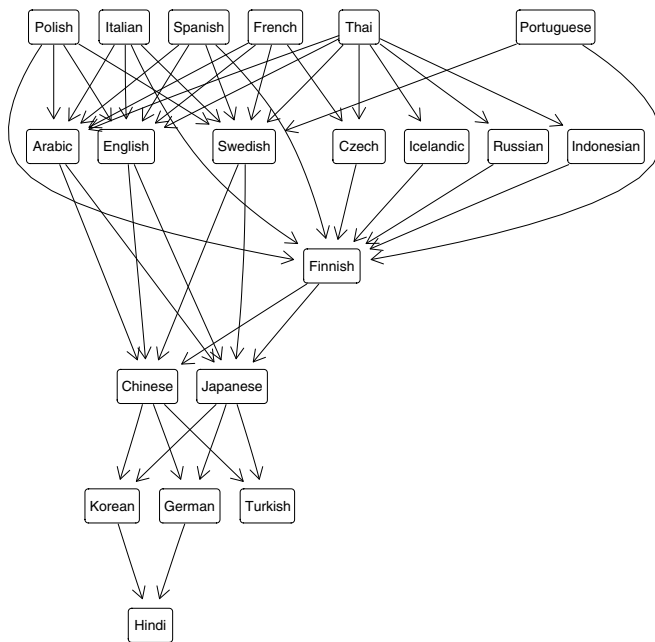 Polish Italian Spanish French Thai Portuguese
Arabic English Swedish Czech Icelandic Russian Indonesian
Finnish
Chinese Japanese
Korean German Turkish
Hindi